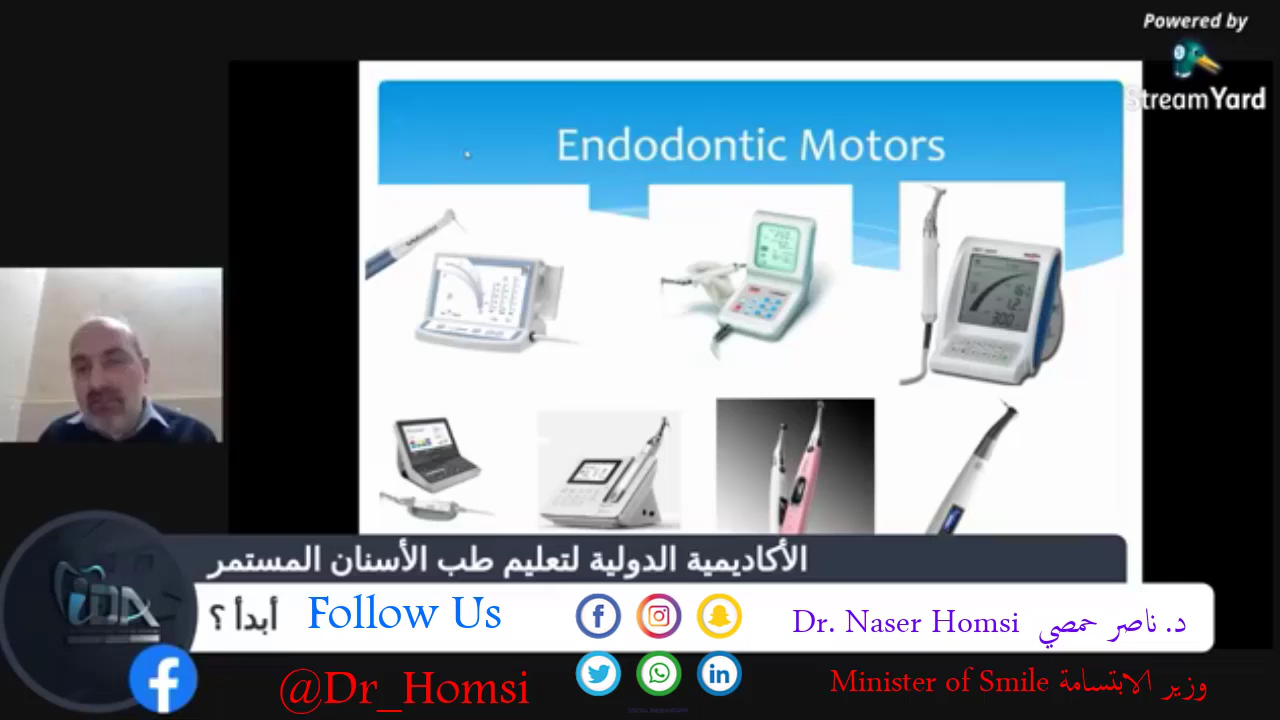 Powered by
StreamYard
Endodontic Motors
الأكاديمية الدولية لتعليم طب الأسنان المستمر
أبدأ ؟
Follow Us
Dr. Naser Homsi د. ناصر حمصي
iDA
@Dr_Homsi
Minister of Smile وزير الابتسامة